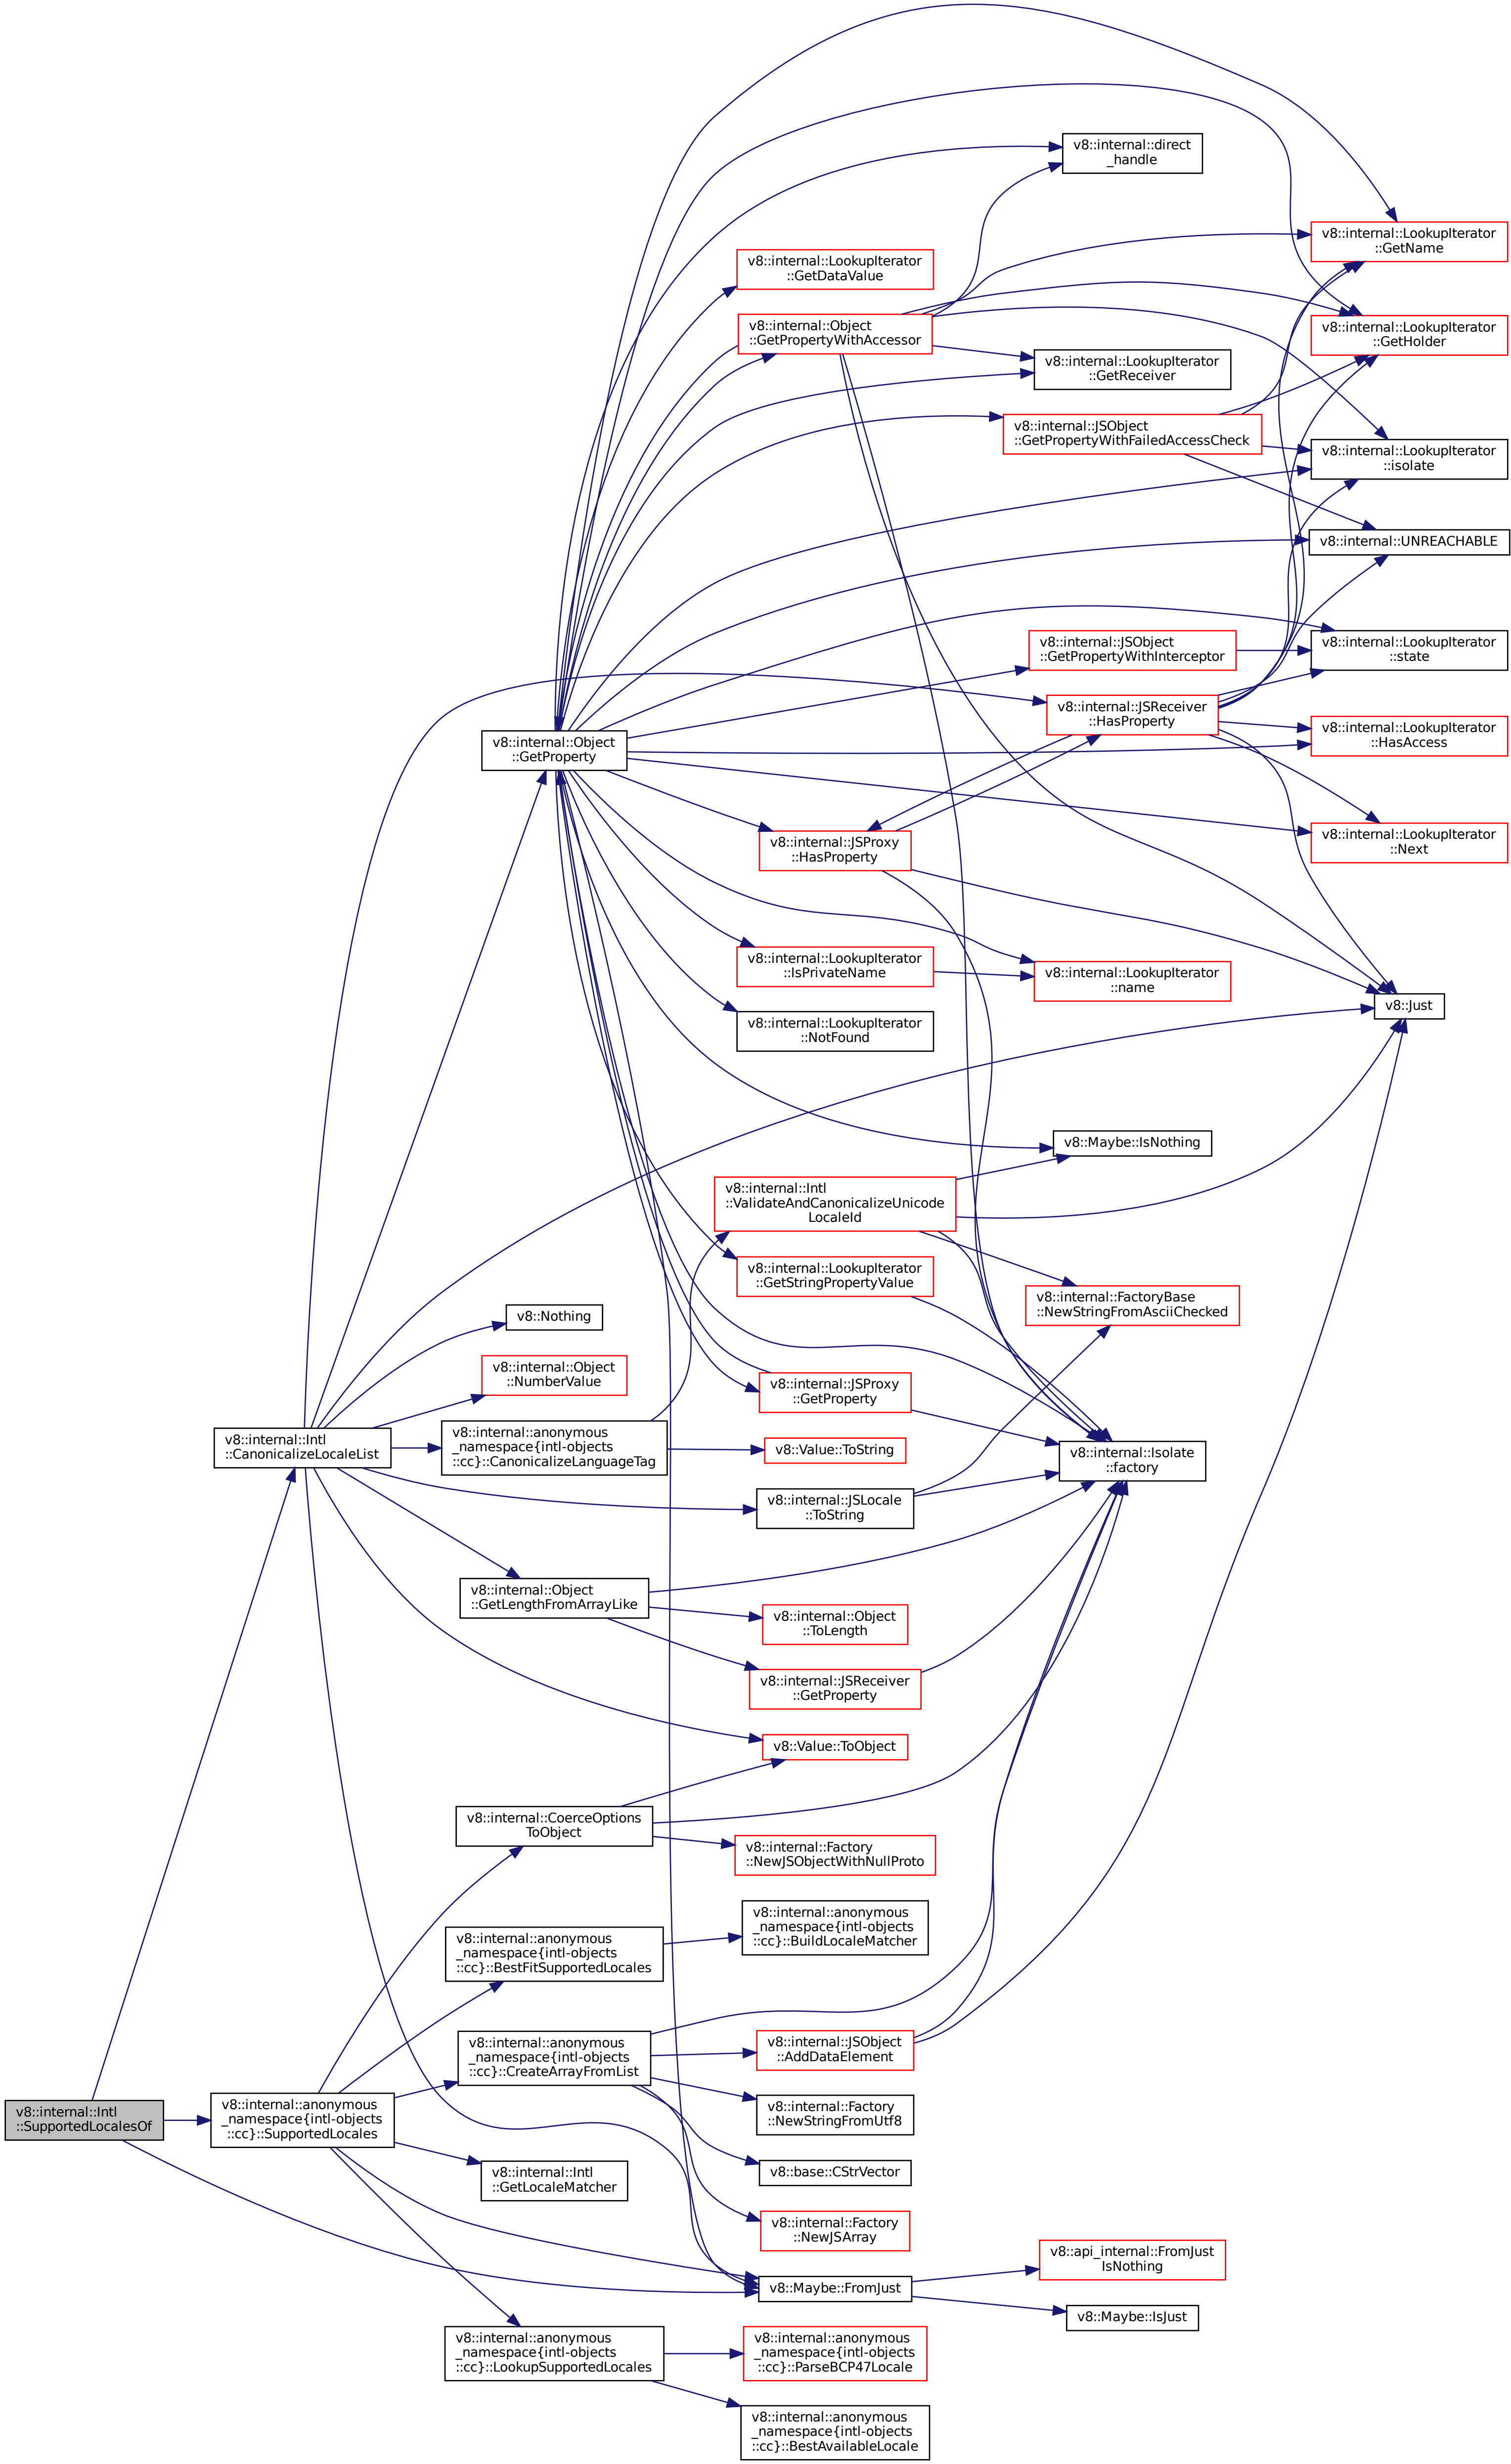 v8::internal::direct
_handle
v8::internal::LookupIterator
::GetName
v8::internal::LookupIterator
::GetDataValue
v8::internal::Object
::GetPropertyWithAccessor
v8::internal::LookupIterator
::GetHolder
v8::internal::LookupIterator
::GetReceiver
v8::internal::JSObject
::GetPropertyWithFailedAccessCheck
v8::internal::LookupIterator
::isolate
v8::internal::UNREACHABLE
v8::internal::JSObject
::GetPropertyWithInterceptor
v8::internal::LookupIterator
::state
v8::internal::JSReceiver
::HasProperty
v8::internal::LookupIterator
::HasAccess
v8::internal::Object
::GetProperty
v8::internal::JSProxy
::HasProperty
v8::internal::LookupIterator
::Next
v8::internal::LookupIterator
::IsPrivateName
v8::internal::LookupIterator
::name
v8::Just
v8::internal::LookupIterator
::NotFound
v8::Maybe::IsNothing
v8::internal::Intl
::ValidateAndCanonicalizeUnicode
LocaleId
v8::internal::LookupIterator
::GetStringPropertyValue
v8::internal::FactoryBase
::NewStringFromAsciiChecked
v8::Nothing
v8::internal::Object
::NumberValue
v8::internal::JSProxy
::GetProperty
v8::internal::Intl
::CanonicalizeLocaleList
v8::internal::anonymous
_namespace{intl-objects
::cc}::CanonicalizeLanguageTag
v8::Value::ToString
v8::internal::Isolate
::factory
v8::internal::JSLocale
::ToString
v8::internal::Object
::GetLengthFromArrayLike
v8::internal::Object
::ToLength
v8::internal::JSReceiver
::GetProperty
v8::Value::ToObject
v8::internal::CoerceOptions
ToObject
v8::internal::Factory
::NewJSObjectWithNullProto
v8::internal::anonymous
_namespace{intl-objects
::cc}::BestFitSupportedLocales
v8::internal::anonymous
_namespace{intl-objects
::cc}::BuildLocaleMatcher
v8::internal::anonymous
_namespace{intl-objects
::cc}::CreateArrayFromList
v8::internal::JSObject
::AddDataElement
v8::internal::Intl
::SupportedLocalesOf
v8::internal::anonymous
_namespace{intl-objects
::cc}::SupportedLocales
v8::internal::Factory
::NewStringFromUtf8
v8::internal::Intl
::GetLocaleMatcher
v8::base::CStrVector
v8::internal::Factory
::NewJSArray
v8::Maybe::FromJust
v8::api_internal::FromJust
IsNothing
v8::Maybe::IsJust
v8::internal::anonymous
_namespace{intl-objects
::cc}::LookupSupportedLocales
v8::internal::anonymous
_namespace{intl-objects
::cc}::ParseBCP47Locale
v8::internal::anonymous
_namespace{intl-objects
::cc}::BestAvailableLocale